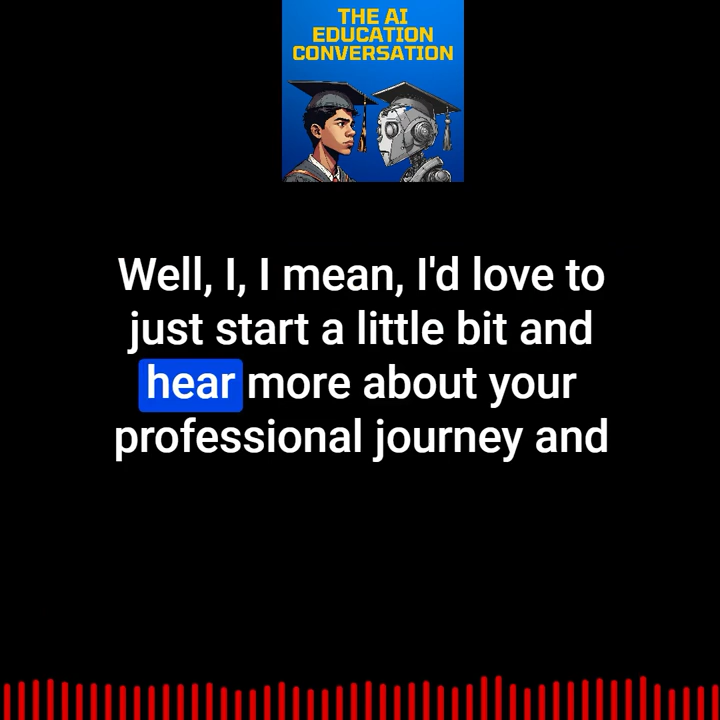 THE AI
EDUCATION
CONVERSATION
Well, I, I mean, I'd love to
just start a little bit and
hear more about your
professional journey and